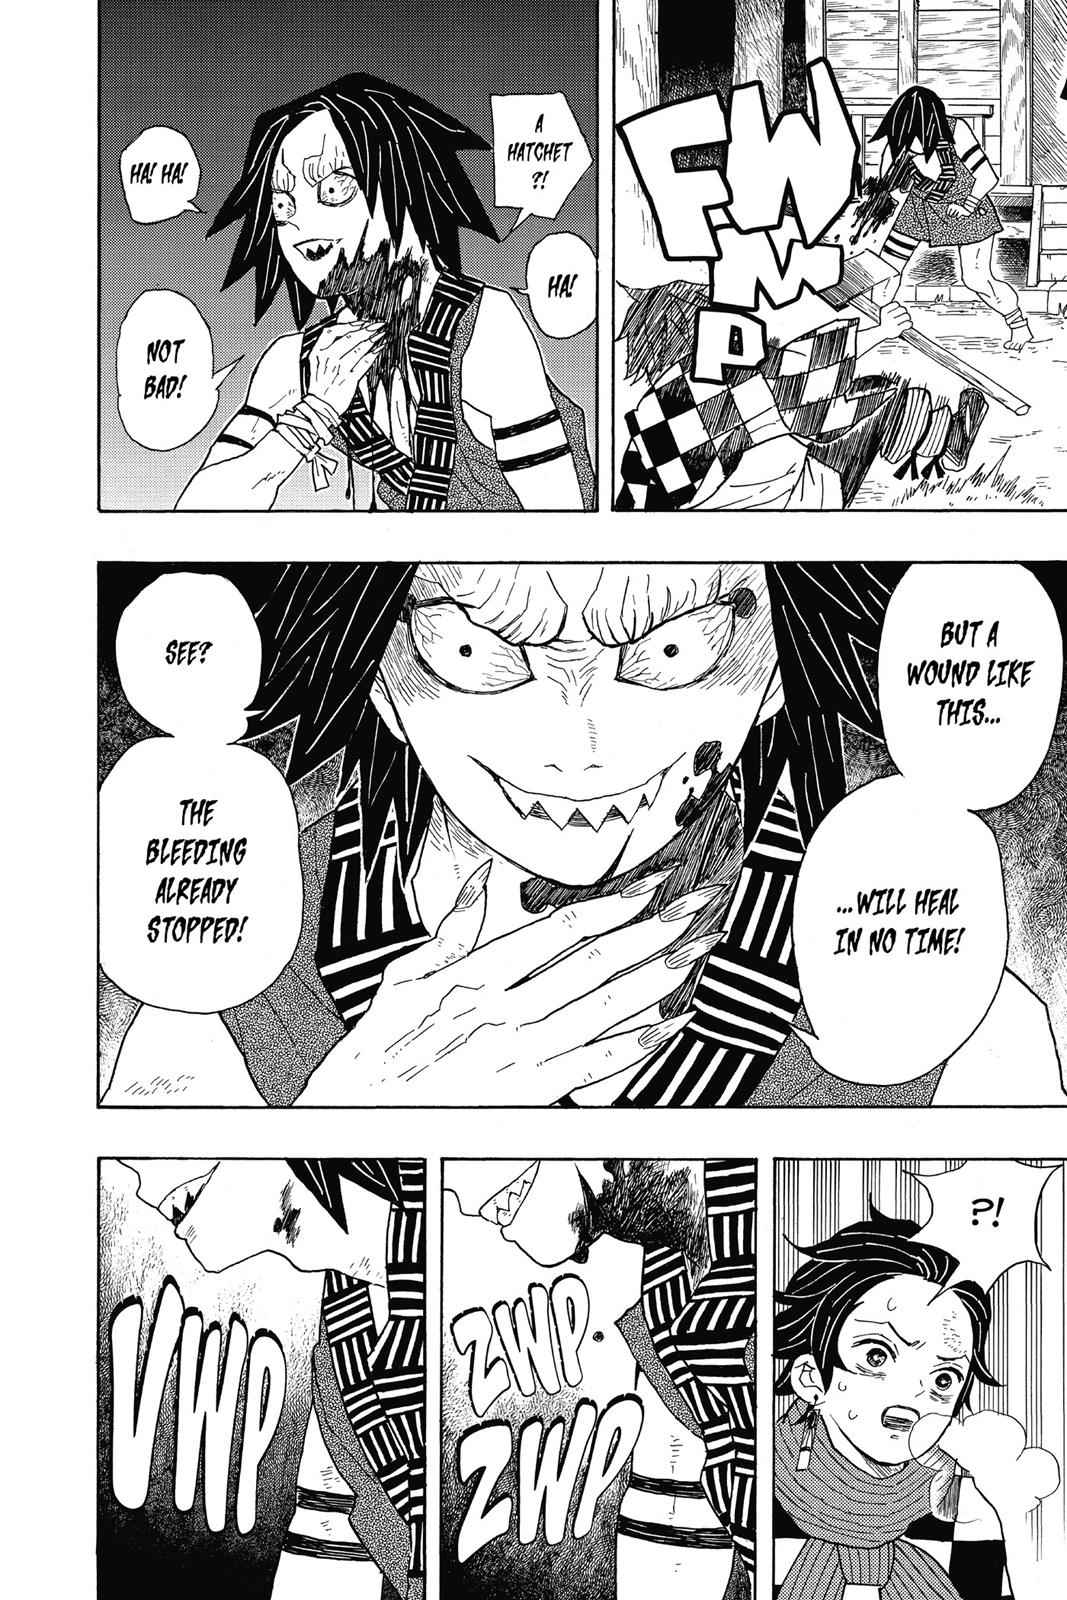 FWMP
A
HATCHET
?!
HA!
HA! HA!
NOT
BAD!
BUT A
WOUND LIKE
THIS...
...WILL HEAL
IN NO TIME!
SEE?
THE
BLEEDING
ALREADY
STOPPED!
?!
ZWP
ZWP
VWP